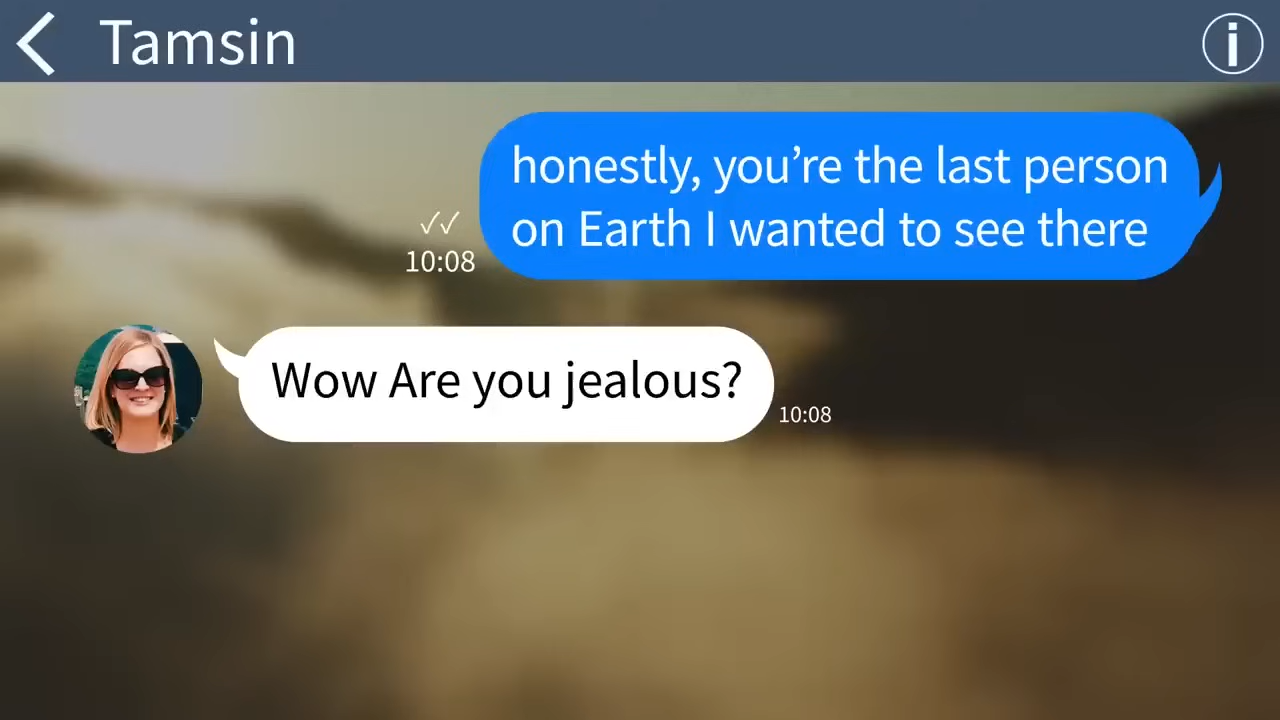 Tamsin
honestly, you’re the last person
on Earth I wanted to see there
10:08
Wow Are you jealous?
10:08